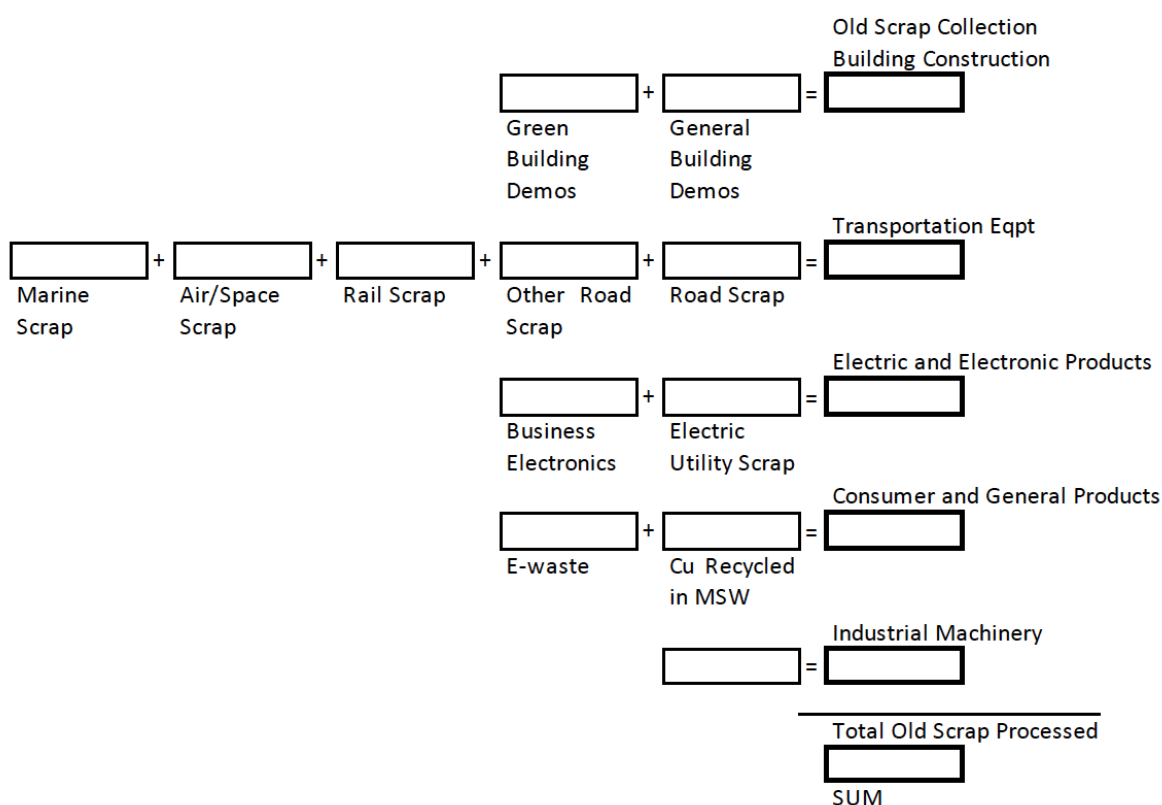 Old Scrap Collection
Building Construction
+ + =
Green Building Demos
General Building Demos
Transportation Eqpt
+ + + + =
Marine Scrap
Air/Space Scrap
Rail Scrap
Other Road Scrap
Road Scrap
Electric and Electronic Products
+ =
Business Electronics
Electric Utility Scrap
Consumer and General Products
+ =
E-waste
Cu Recycled in MSW
Industrial Machinery
=
Total Old Scrap Processed
SUM